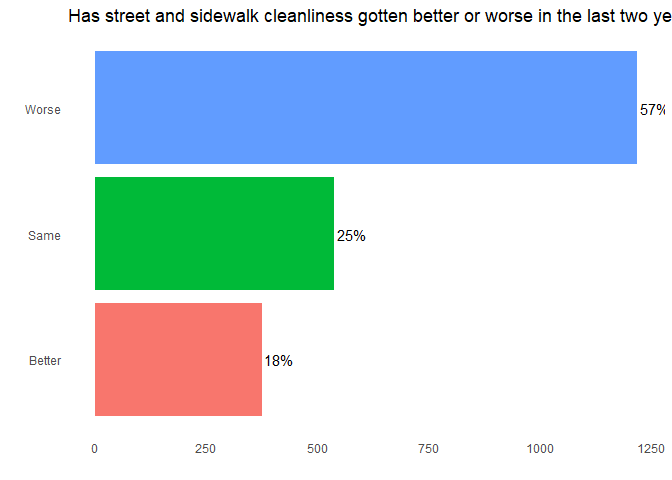 Has street and sidewalk cleanliness gotten better or worse in the last two ye
Worse
57%
Same
25%
Better
18%
0 250 500 750 1000 1250